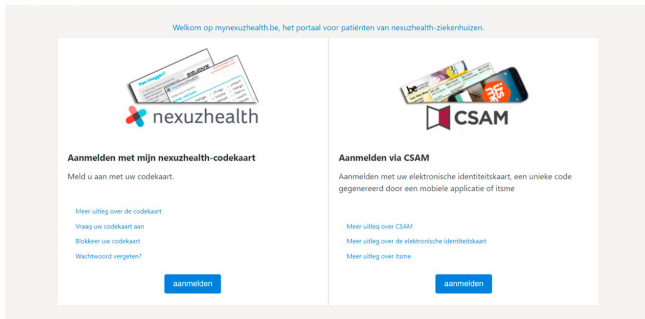 Welkom op mynexuzhealth.be, het portaal voor patiënten van nexuzhealth-ziekenhuizen.
nexuzhealth
Aanmelden met mijn nexuzhealth-codekaart
Meld u aan met uw codekaart.
Meer uitleg over de codekaart
Vraag uw codekaart aan
Blokkeer uw codekaart
Wachtwoord vergeten?
aanmelden
.be
CSAM
Aanmelden via CSAM
Aanmelden met uw elektronische identiteitskaart, een unieke code
gegenereerd door een mobiele applicatie of itsme
Meer uitleg over CSAM
Meer uitleg over de elektronische identiteitskaart
Meer uitleg over itsme
aanmelden